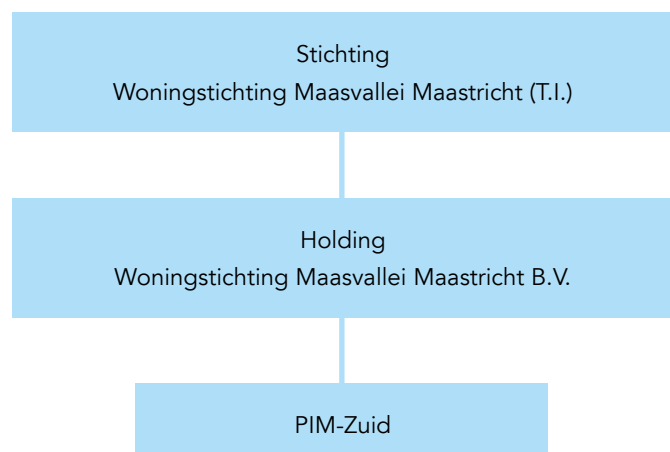 Stichting
Woningstichting Maasvallei Maastricht (T.I.)
Holding
Woningstichting Maasvallei Maastricht B.V.
PIM-Zuid